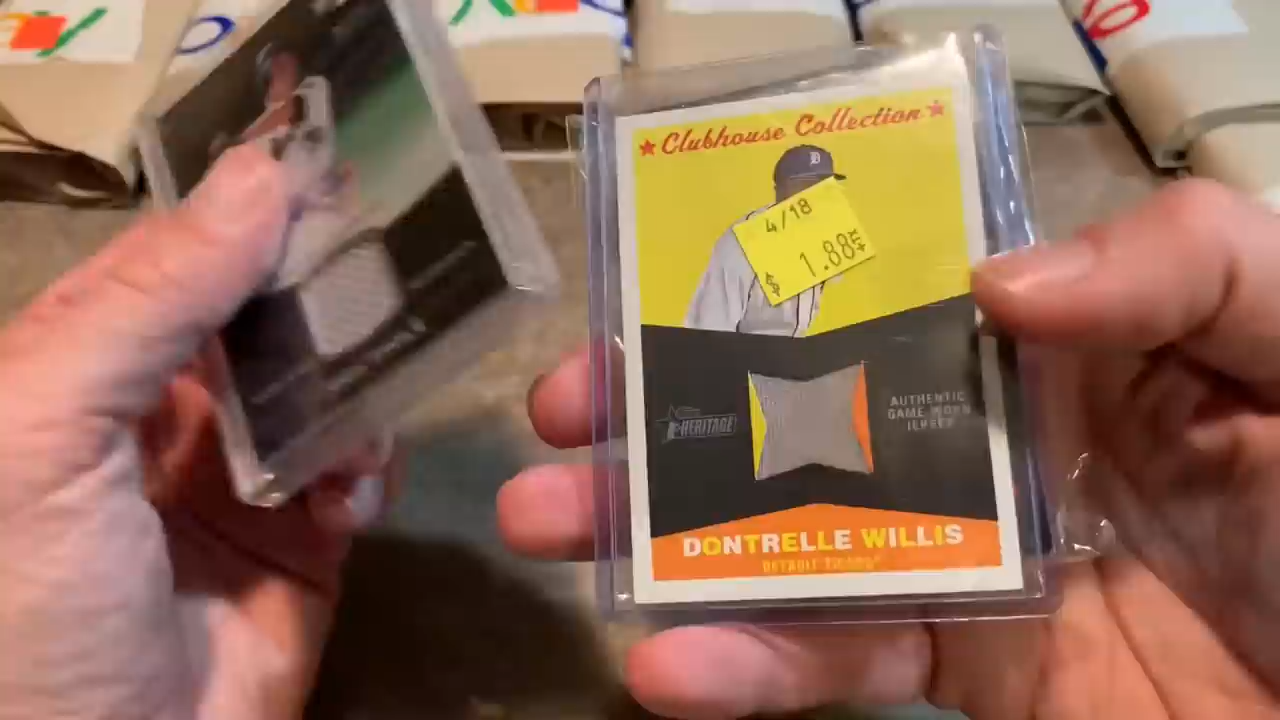 ★ Clubhouse Collection ★
D
4/18
$ 1.88
HERITAGE
AUTHENTIC
GAME WORN
JERSEY
DONTRELLE WILLIS
DETROIT TIGERS